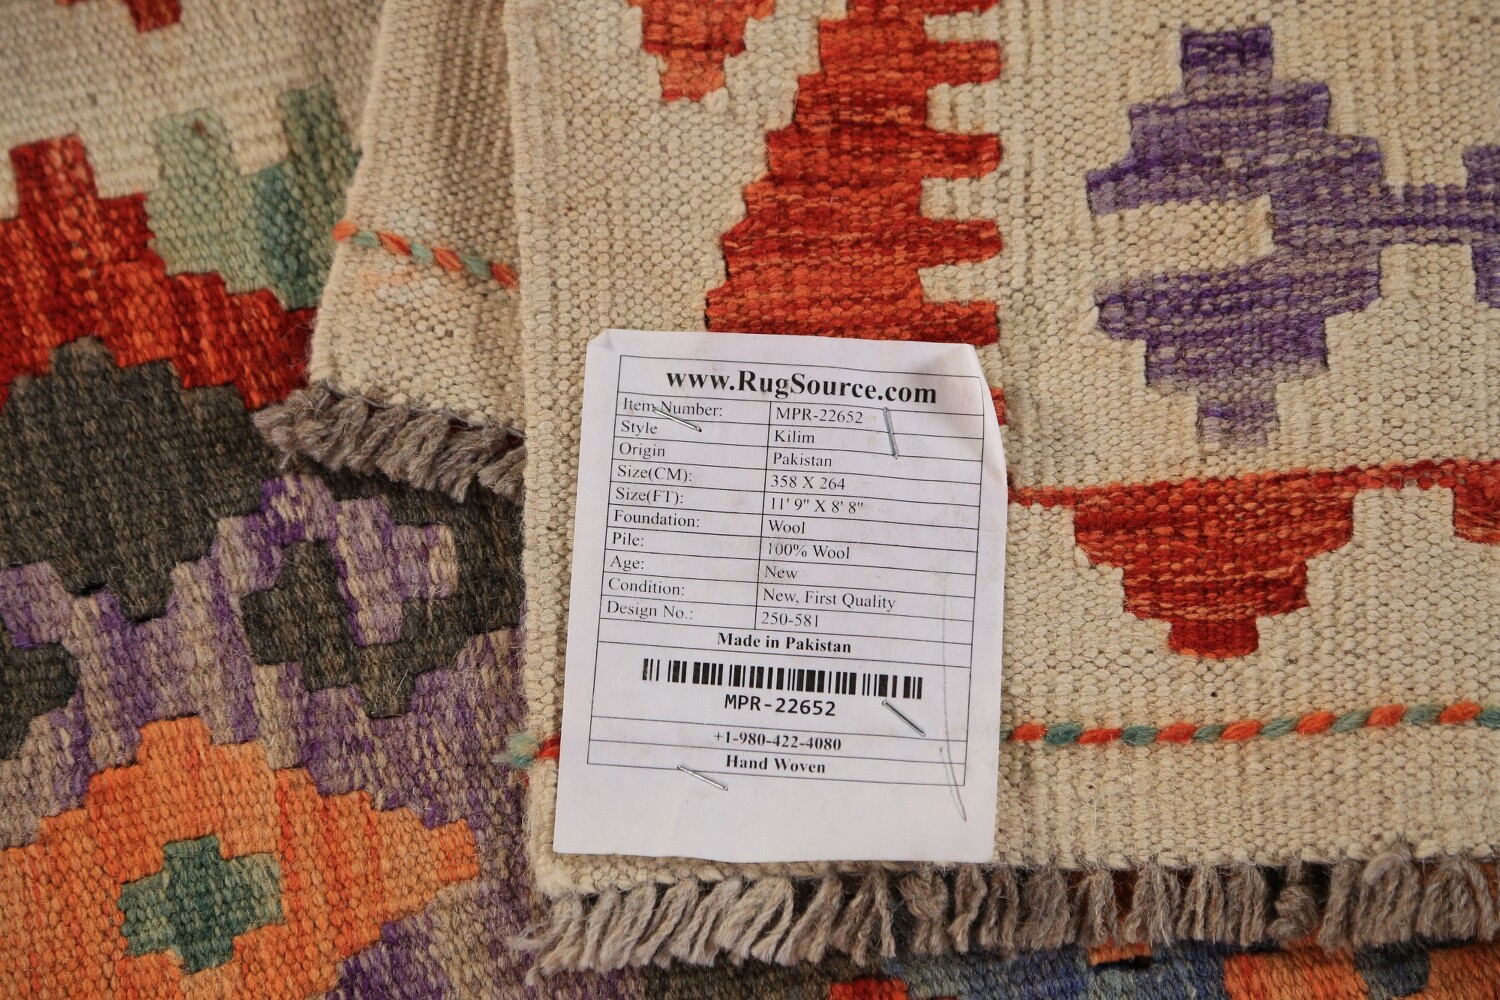 www.RugSource.com
Item Number: MPR-22652
Style Kilim
Origin Pakistan
Size(CM): 358 X 264
Size(FT): 11' 9" X 8' 8"
Foundation: Wool
Pile: 100% Wool
Age: New
Condition: New, First Quality
Design No.: 250-581
Made in Pakistan
MPR-22652
+1-980-422-4080
Hand Woven